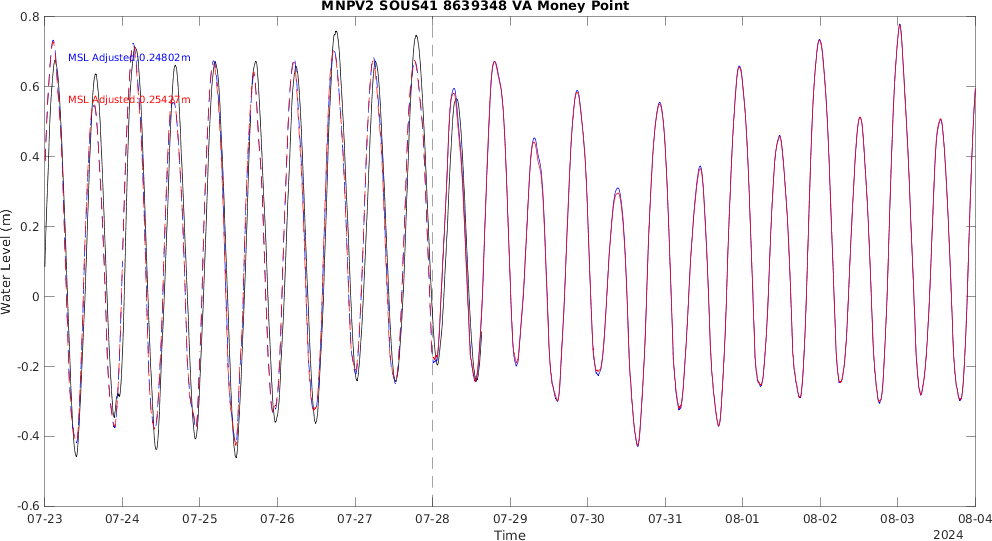 MNPV2 SOUS41 8639348 VA Money Point
Water Level (m)
0.8
0.6
0.4
0.2
0
-0.2
-0.4
-0.6
MSL Adjusted:0.24802m
MSL Adjusted:0.25427m
07-23 07-24 07-25 07-26 07-27 07-28 07-29 07-30 07-31 08-01 08-02 08-03 08-04
Time
2024